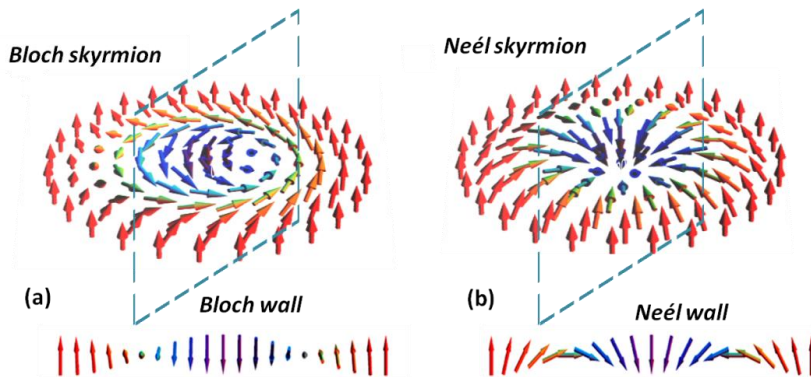 Bloch skyrmion
Neél skyrmion
(a)
Bloch wall
(b)
Neél wall